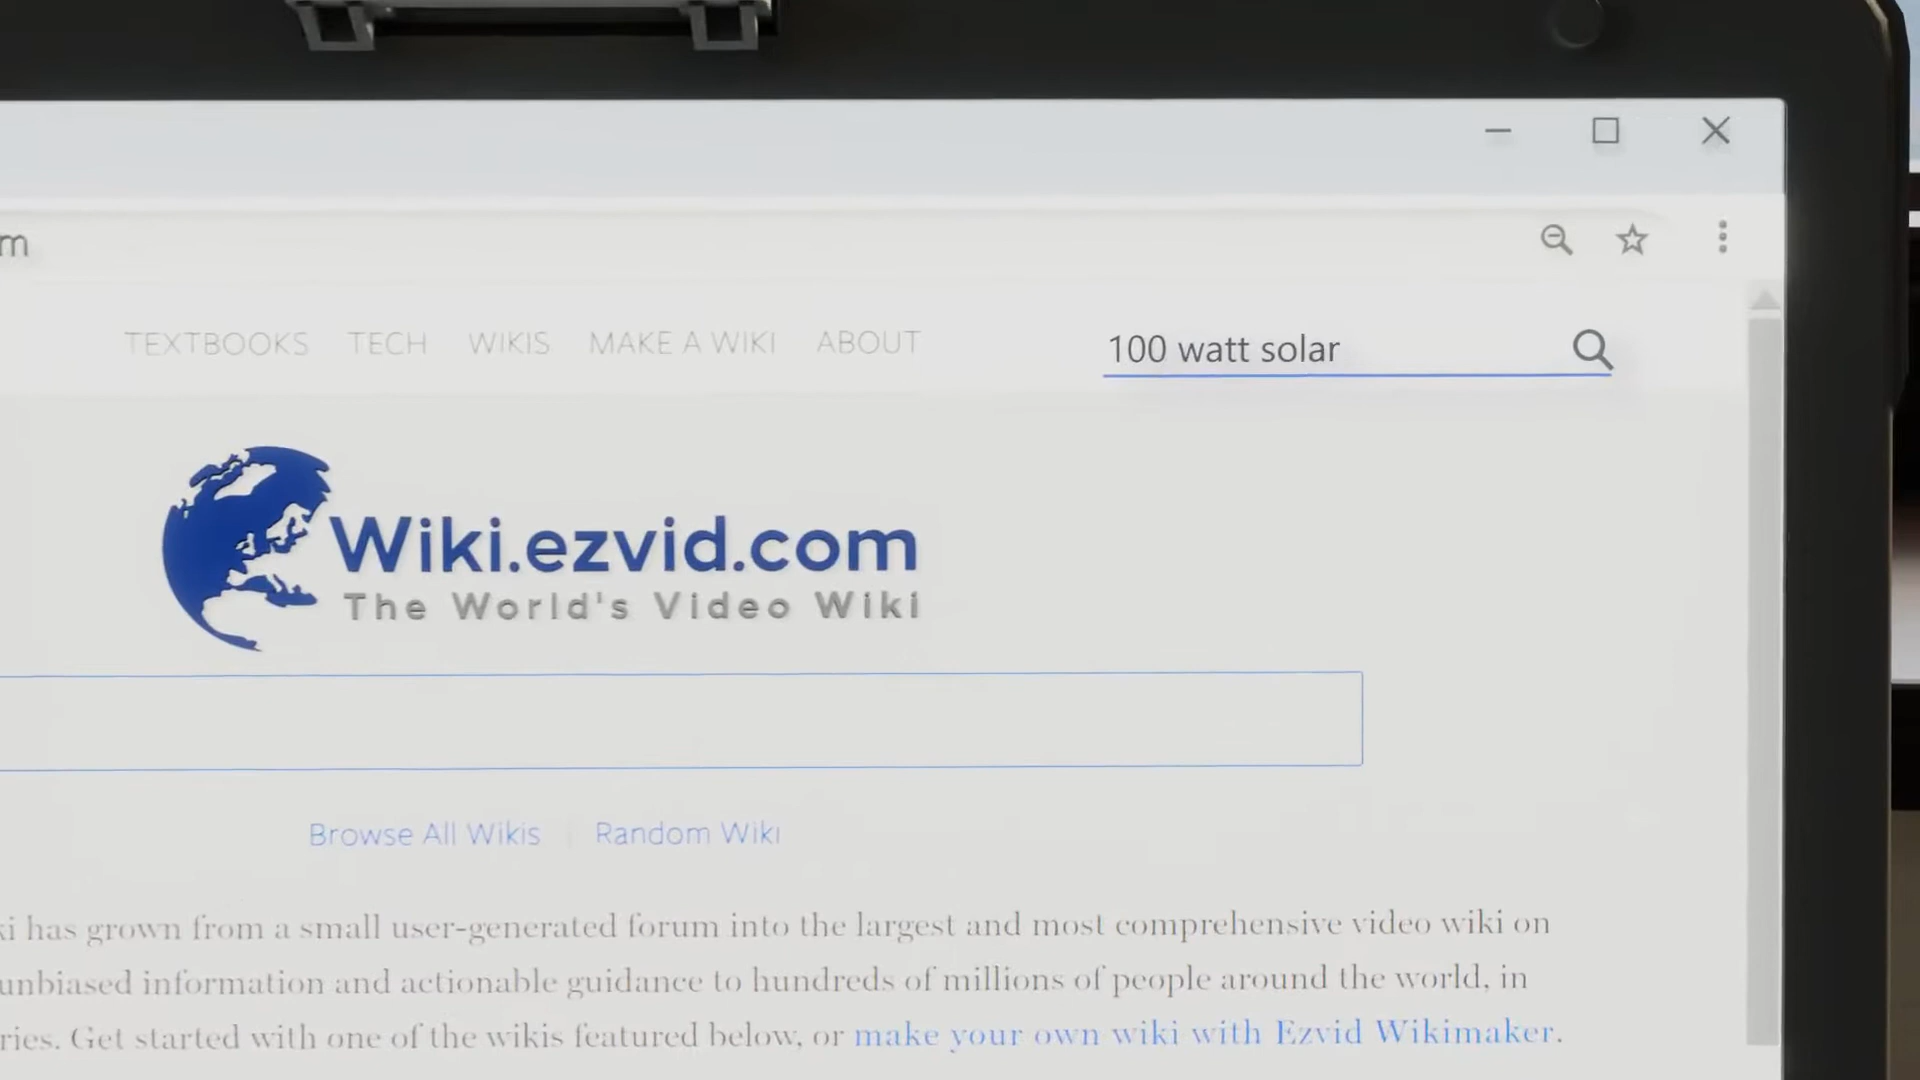 m
TEXTBOOKS TECH WIKIS MAKE A WIKI ABOUT
100 watt solar
Wiki.ezvid.com
The World's Video Wiki
Browse All Wikis Random Wiki
has grown from a small user-generated forum into the largest and most comprehensive video wiki on
unbiased information and actionable guidance to hundreds of millions of people around the world, in
ries. Get started with one of the wikis featured below, or make your own wiki with Ezvid Wikimaker.